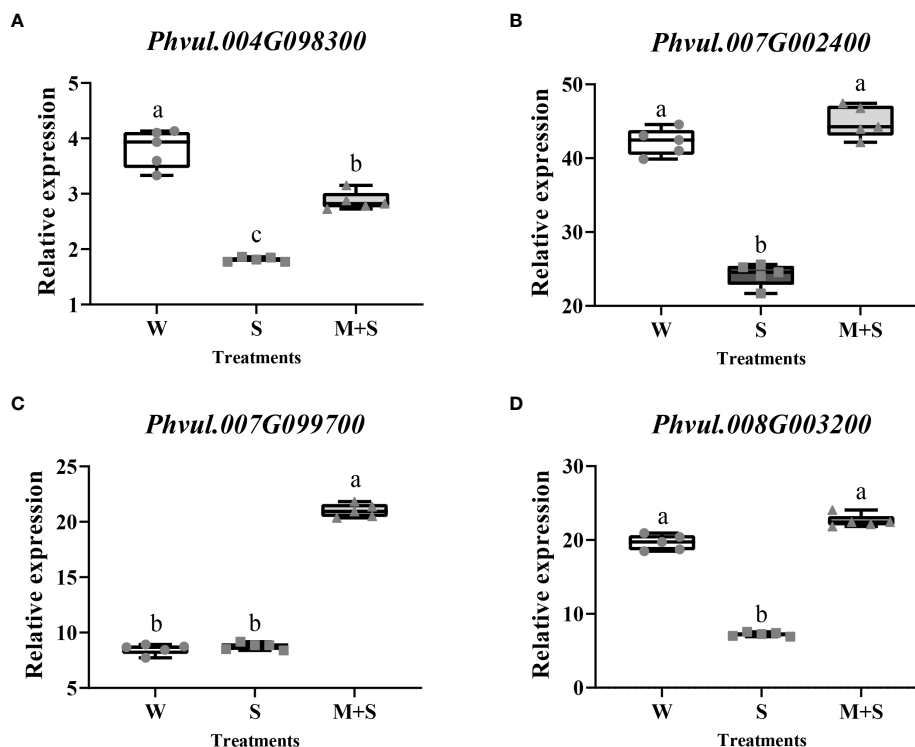 A
Phvul.004G098300
Relative expression
5
4
3
2
1
a
c
b
W
S
M+S
Treatments
B
Phvul.007G002400
Relative expression
50
40
30
20
a
b
a
W
S
M+S
Treatments
C
Phvul.007G099700
Relative expression
25
20
15
10
5
b
b
a
W
S
M+S
Treatments
D
Phvul.008G003200
Relative expression
30
20
10
0
a
b
a
W
S
M+S
Treatments